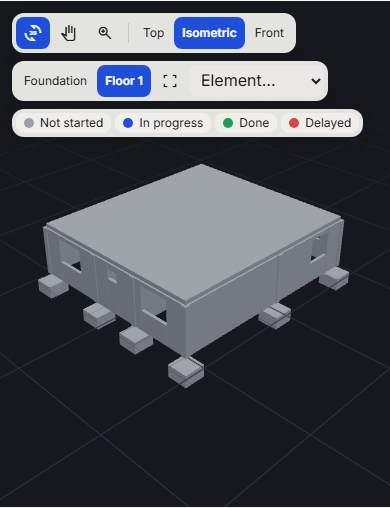 Top Isometric Front
Foundation Floor 1 Element...
Not started In progress Done Delayed